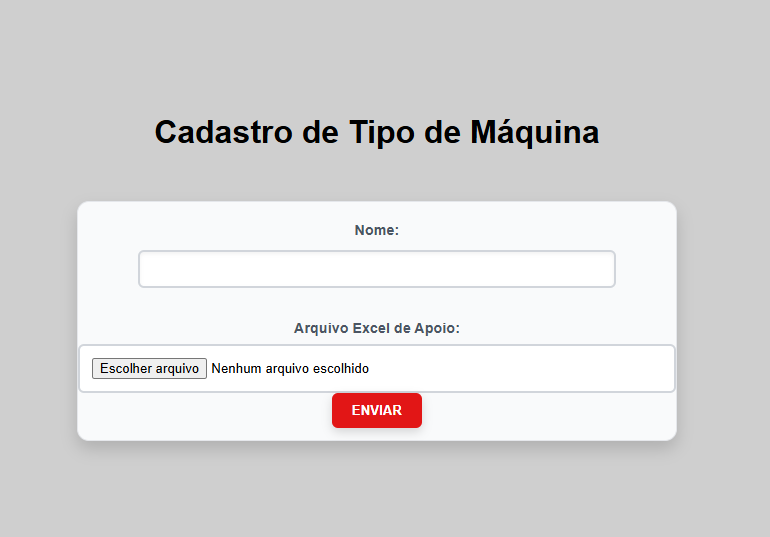 Cadastro de Tipo de Máquina
Nome:
Arquivo Excel de Apoio:
Escolher arquivo Nenhum arquivo escolhido
ENVIAR